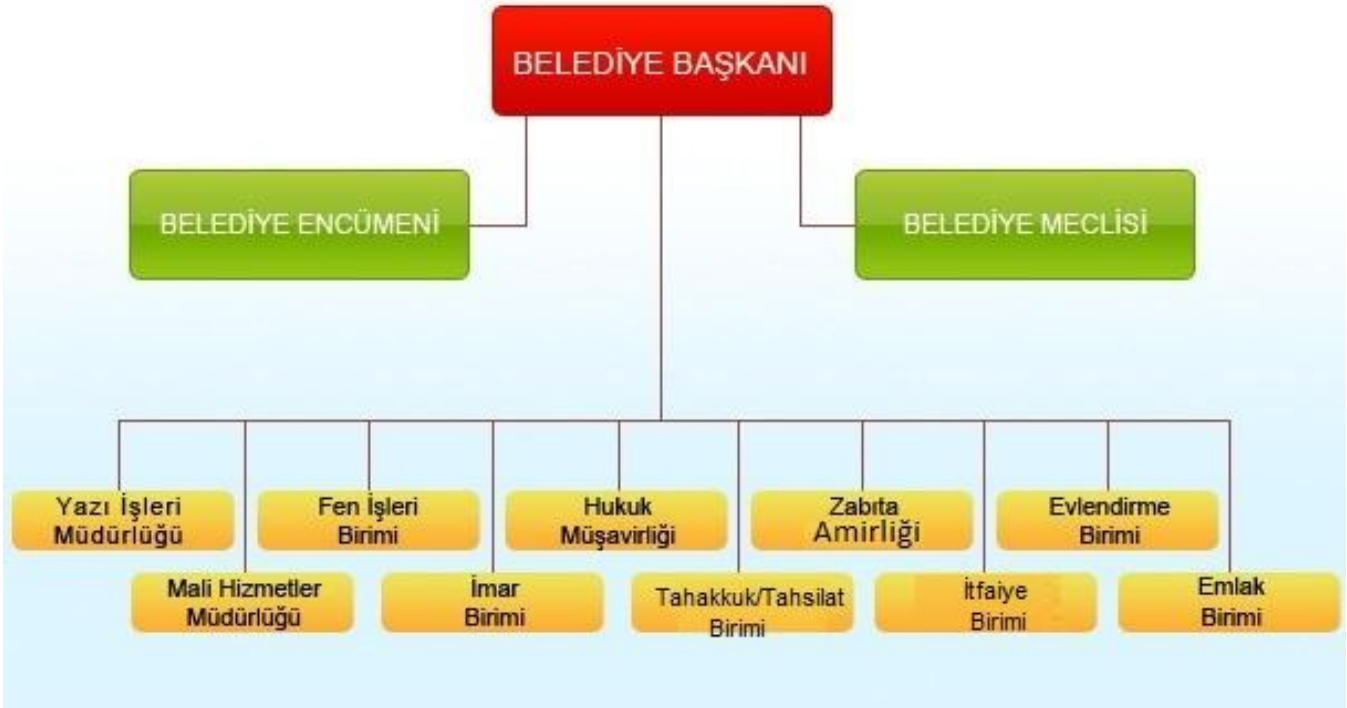 BELEDİYE BAŞKANI
BELEDİYE ENCÜMENİ
BELEDİYE MECLİSİ
Yazı İşleri
Müdürlüğü
Fen İşleri
Birimi
Hukuk
Müşavirliği
Zabıta
Amirliği
Evlendirme
Birimi
Mali Hizmetler
Müdürlüğü
İmar
Birimi
Tahakkuk/Tahsilat
Birimi
İtfaiye
Birimi
Emlak
Birimi